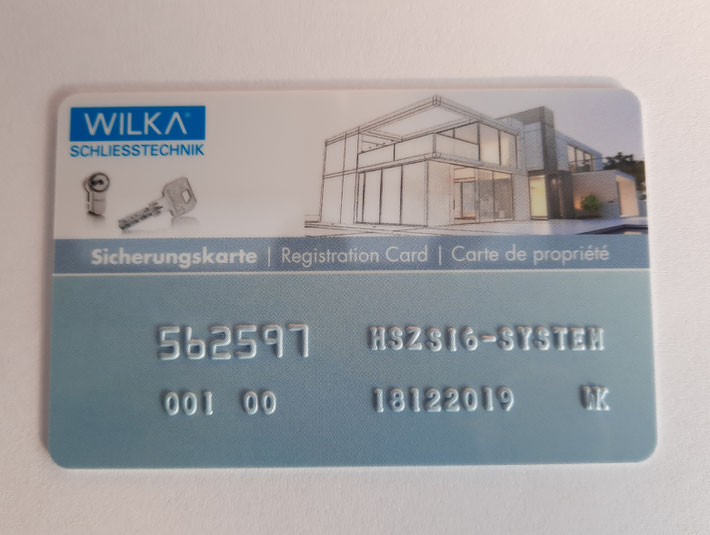 WILKA®
SCHLIESSTECHNIK
Sicherungskarte | Registration Card | Carte de propriété
562597 HSZS16-SYSTEM
001 00 18122019 WK